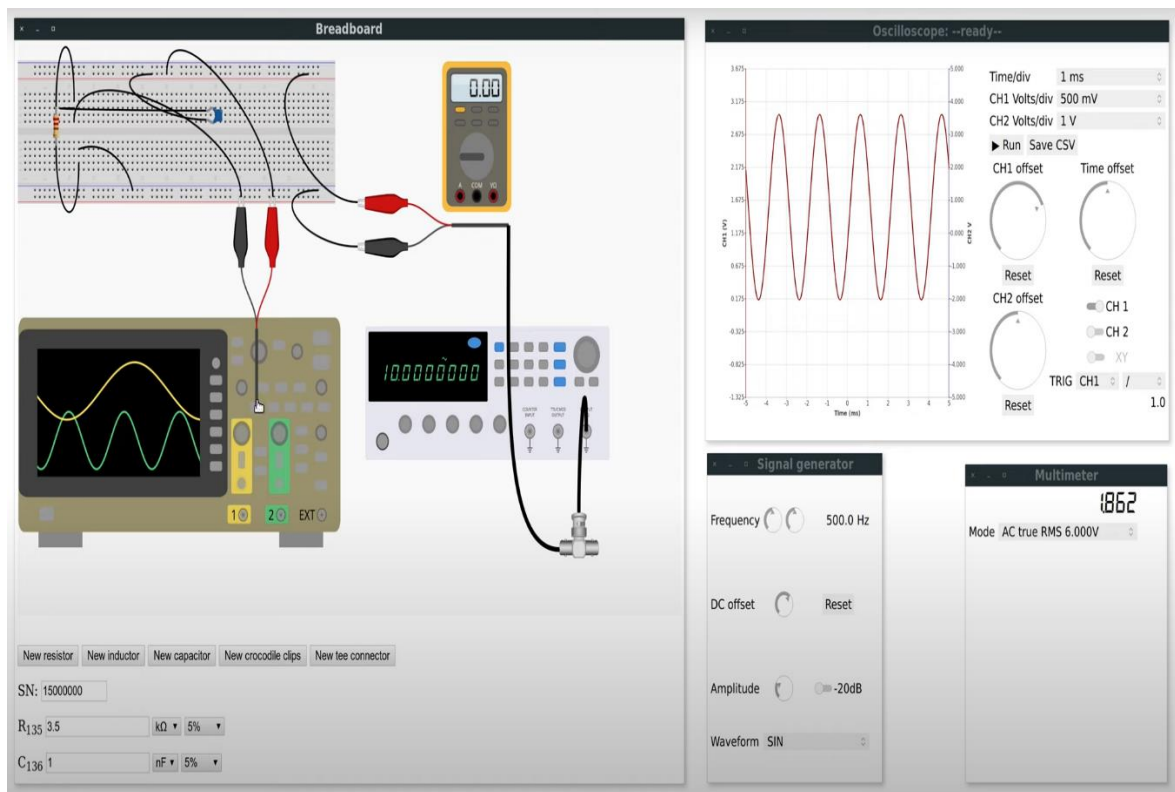 Breadboard
0.00
A COM VΩ
10.0000000
1 2 EXT
New resistor New inductor New capacitor New crocodile clips New tee connector
SN: 15000000
R135 3.5 kΩ 5%
C136 1 nF 5%
Oscilloscope: --ready--
3.675
3.175
2.675
2.175
1.675
1.175
0.675
0.175
-0.325
-0.825
-1.325
CH1 (V)
5.000
4.000
3.000
2.000
1.000
0.000
-1.000
-2.000
-3.000
-4.000
-5.000
CH2 V
-5 -4 -3 -2 -1 0 1 2 3 4 5
Time (ms)
Time/div 1 ms
CH1 Volts/div 500 mV
CH2 Volts/div 1 V
Run Save CSV
CH1 offset Time offset
Reset Reset
CH2 offset
CH 1
CH 2
XY
TRIG CH1 /
Reset
1.0
Signal generator
Frequency 500.0 Hz
DC offset Reset
Amplitude -20dB
Waveform SIN
Multimeter
1.862
Mode AC true RMS 6.000V